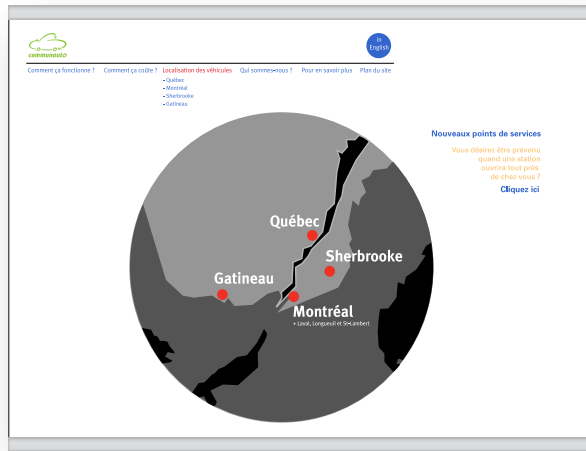 communauto
in
English
Comment ça fonctionne ? Comment ça coûte ? Localisation des véhicules Qui sommes-nous ? Pour en savoir plus Plan du site
- Québec
- Montréal
- Sherbrooke
- Gatineau
Nouveaux points de services
Vous désirez être prévenu
quand une station
ouvrira tout près
de chez vous ?
Cliquez ici
Québec
Sherbrooke
Gatineau
Montréal
+ Laval, Longueuil et St-Lambert